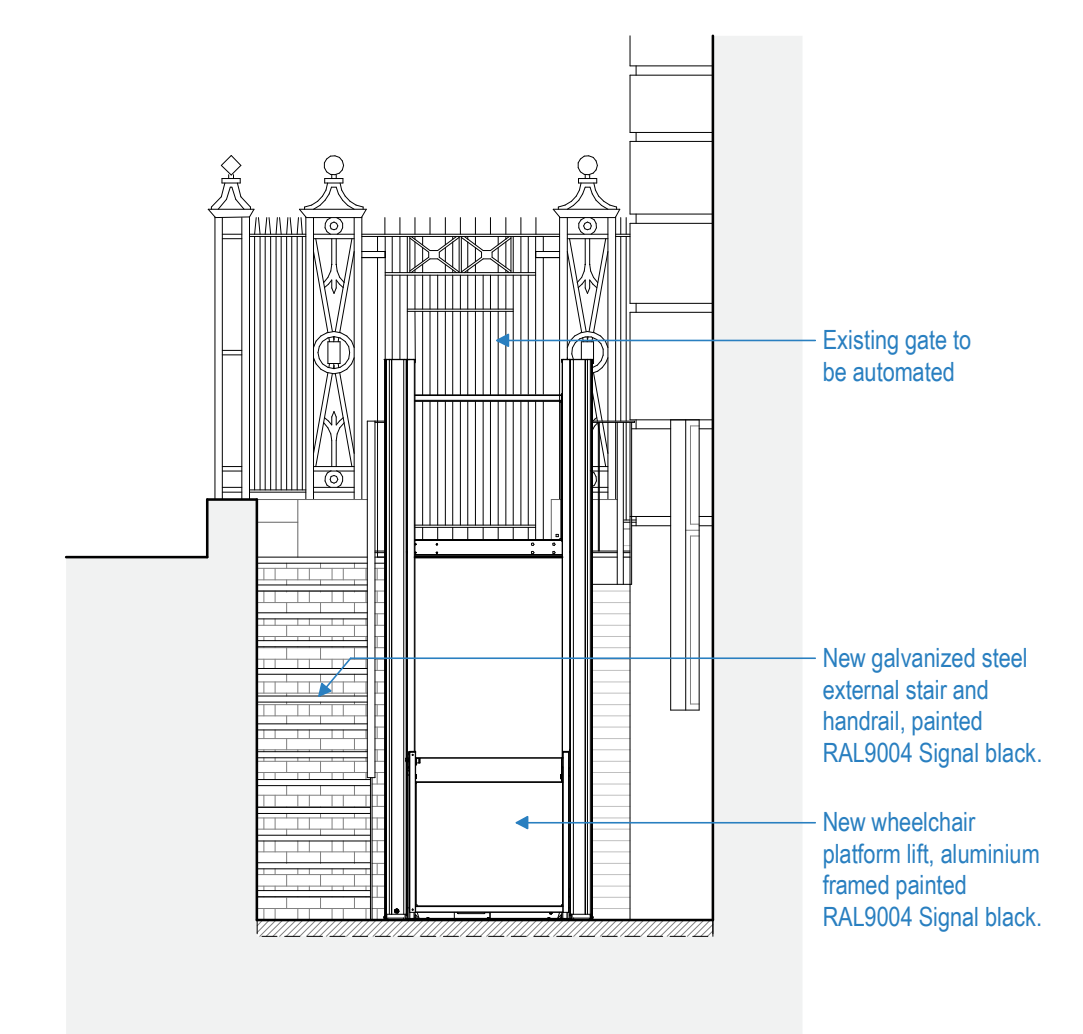 Existing gate to
be automated
New galvanized steel
external stair and
handrail, painted
RAL9004 Signal black.
New wheelchair
platform lift, aluminium
framed painted
RAL9004 Signal black.